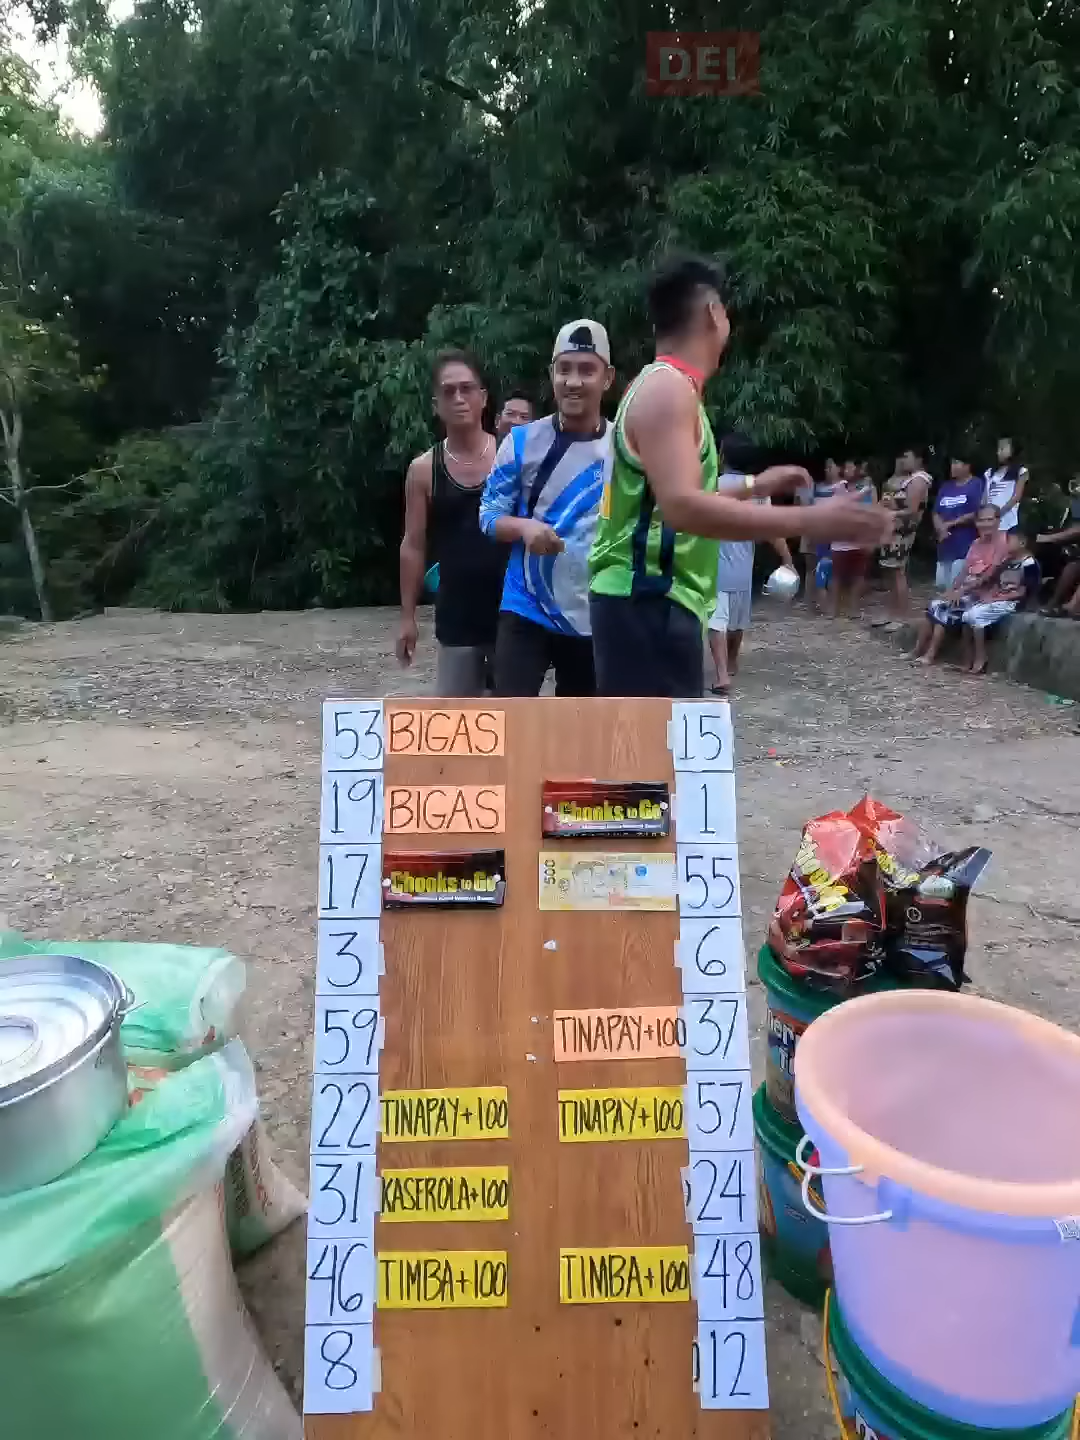 DEI
53 BIGAS 15
19 BIGAS Chooks to Go 1
17 Chooks to Go 500 55
3 6
59 TINAPAY+100 37
22 TINAPAY+100 TINAPAY+100 57
31 KASEROLA+100 24
46 TIMBA+100 TIMBA+100 48
8 12